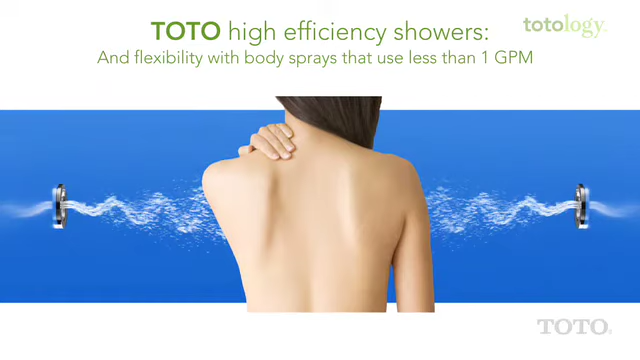 TOTO high efficiency showers:
totology
And flexibility with body sprays that use less than 1 GPM
TOTO